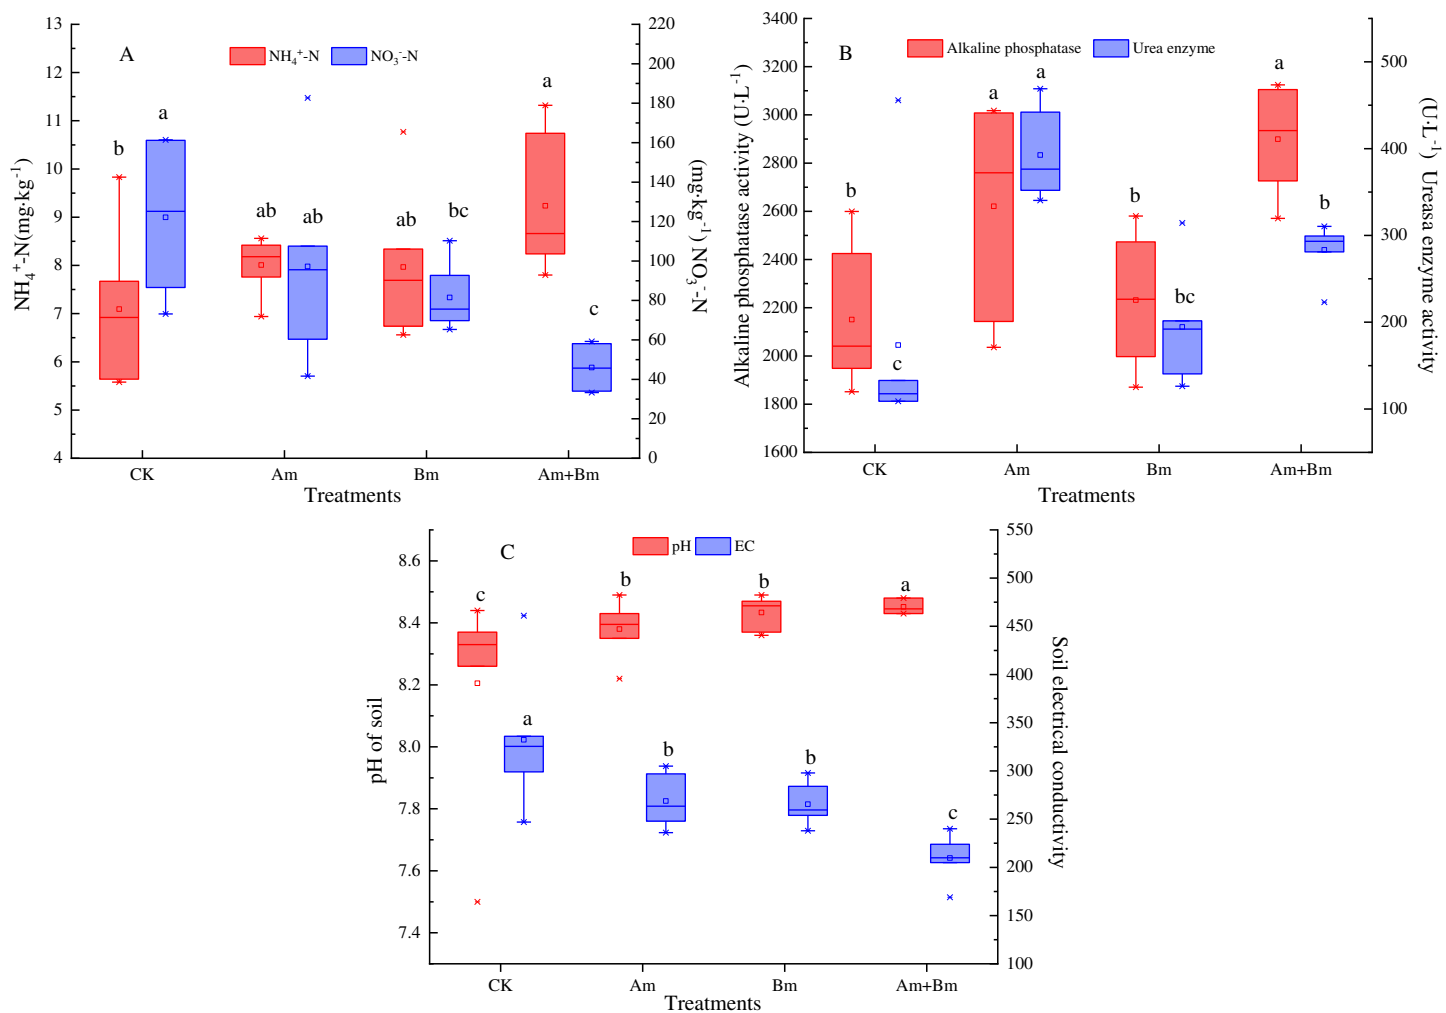 A
NH₄⁺-N NO₃⁻-N
NH₄⁺-N(mg·kg⁻¹)
13
12
11
10
9
8
7
6
5
4
220
200
180
160
140
120
100
80
60
40
20
0
(mg·kg⁻¹) NO₃⁻-N
b a ab ab ab bc a c
CK Am Bm Am+Bm
Treatments
B
Alkaline phosphatase Urea enzyme
Alkaline phosphatase activity (U·L⁻¹)
3400
3200
3000
2800
2600
2400
2200
2000
1800
1600
500
400
300
200
100
(U·L⁻¹) Ureasa enzyme activity
b c a a b bc a b
CK Am Bm Am+Bm
Treatments
C
pH EC
pH of soil
8.6
8.4
8.2
8.0
7.8
7.6
7.4
550
500
450
400
350
300
250
200
150
100
Soil electrical conductivity
c a b b b b a c
CK Am Bm Am+Bm
Treatments